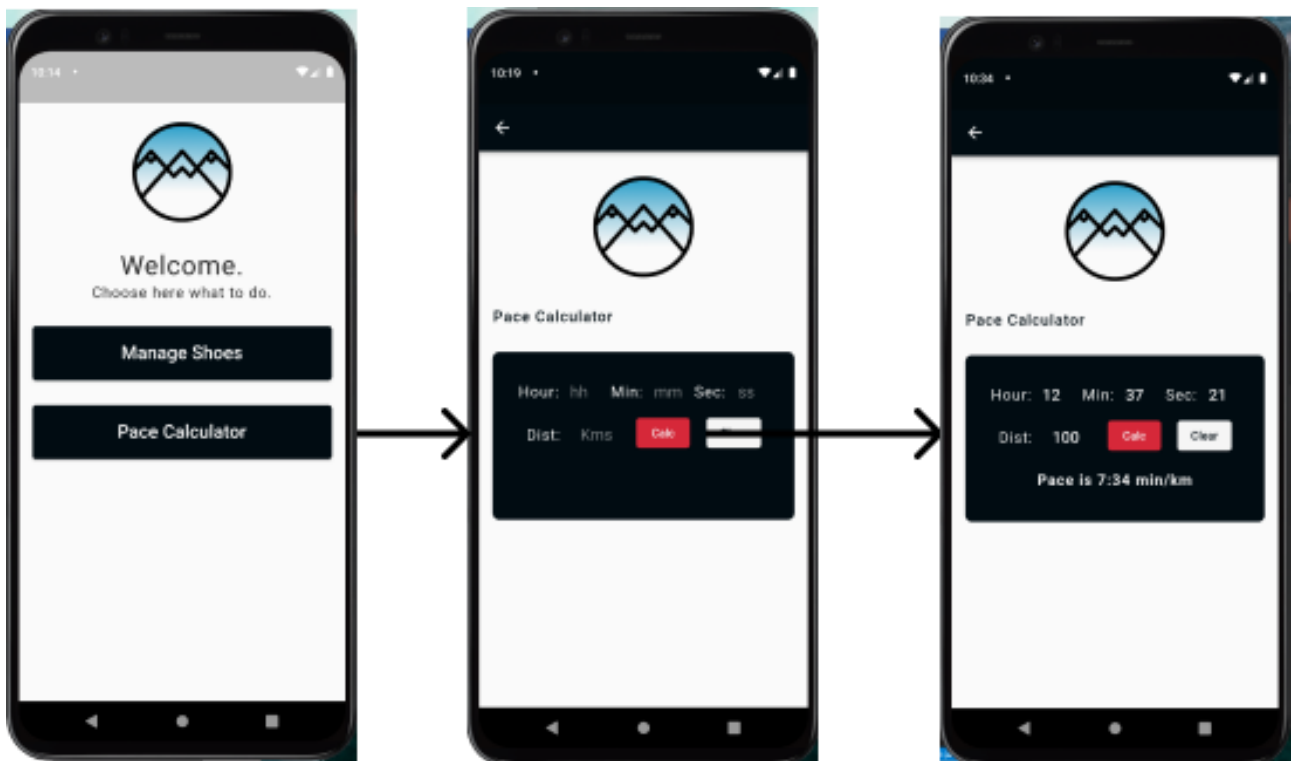 10:14
Welcome.
Choose here what to do.
Manage Shoes
Pace Calculator
10:19
Pace Calculator
Hour: hh Min: mm Sec: ss
Dist: Kms Calc
10:34
Pace Calculator
Hour: 12 Min: 37 Sec: 21
Dist: 100 Calc Clear
Pace is 7:34 min/km